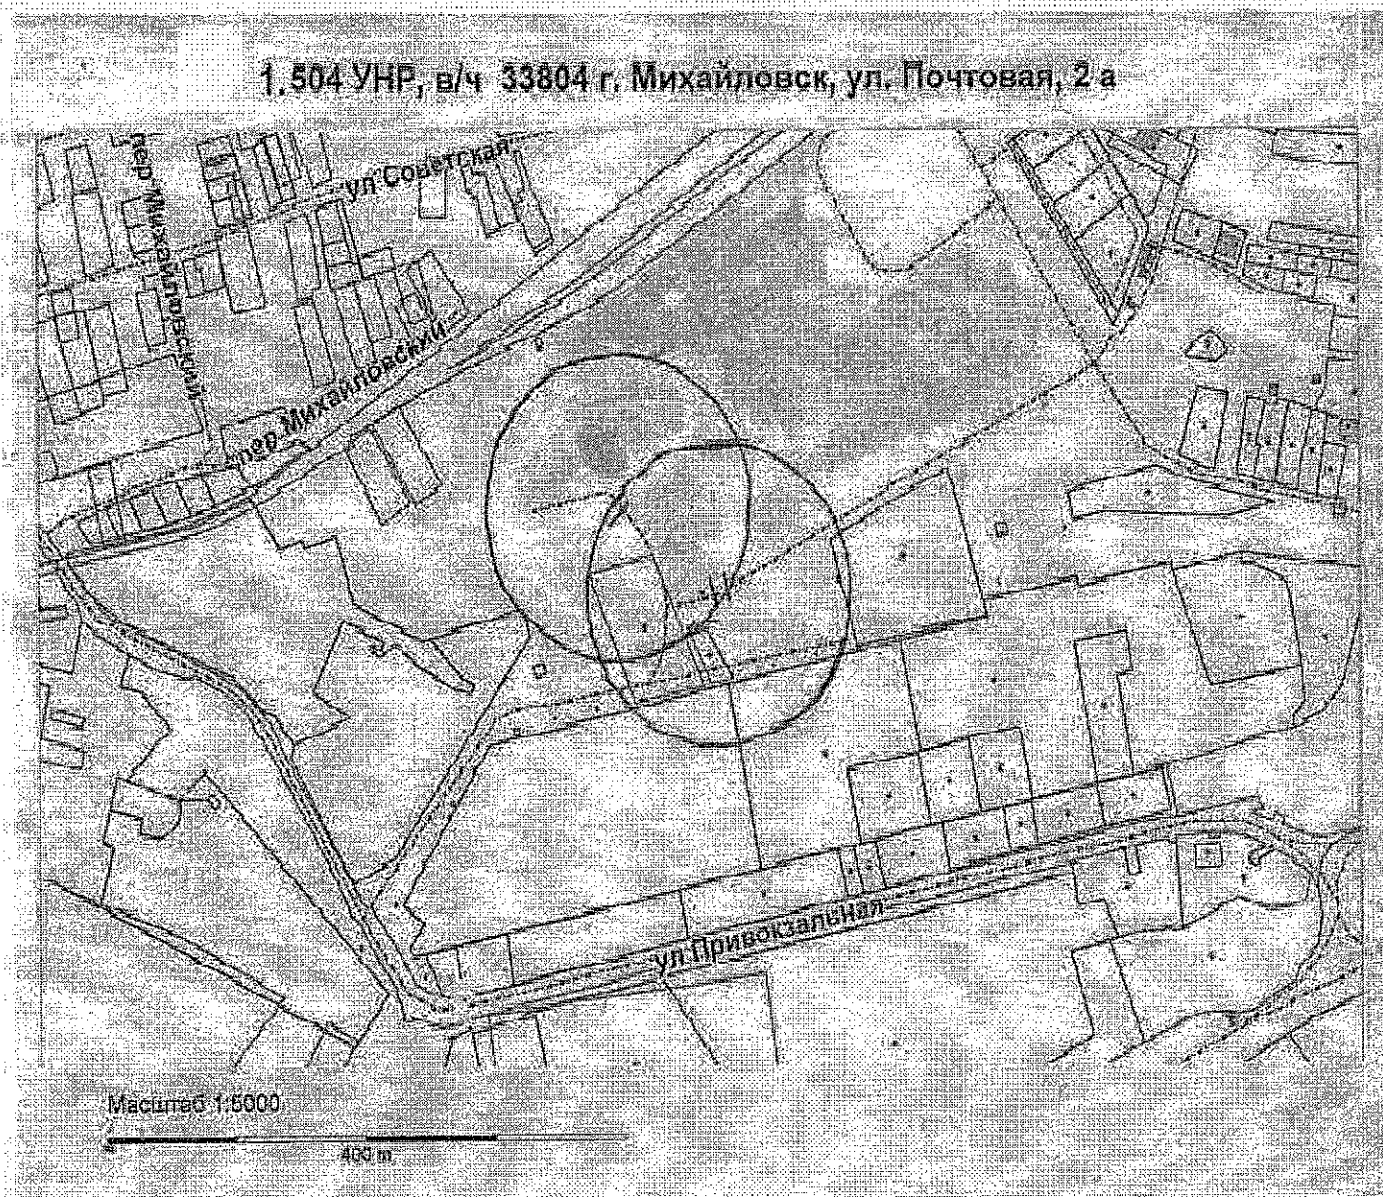 1.504 УНР, в/ч 33804 г. Михайловск, ул. Почтовая, 2 а
пер Михайловский
ул Советская
пер Михайловский
ул Привокзальная
Масштаб 1:5000
400 m